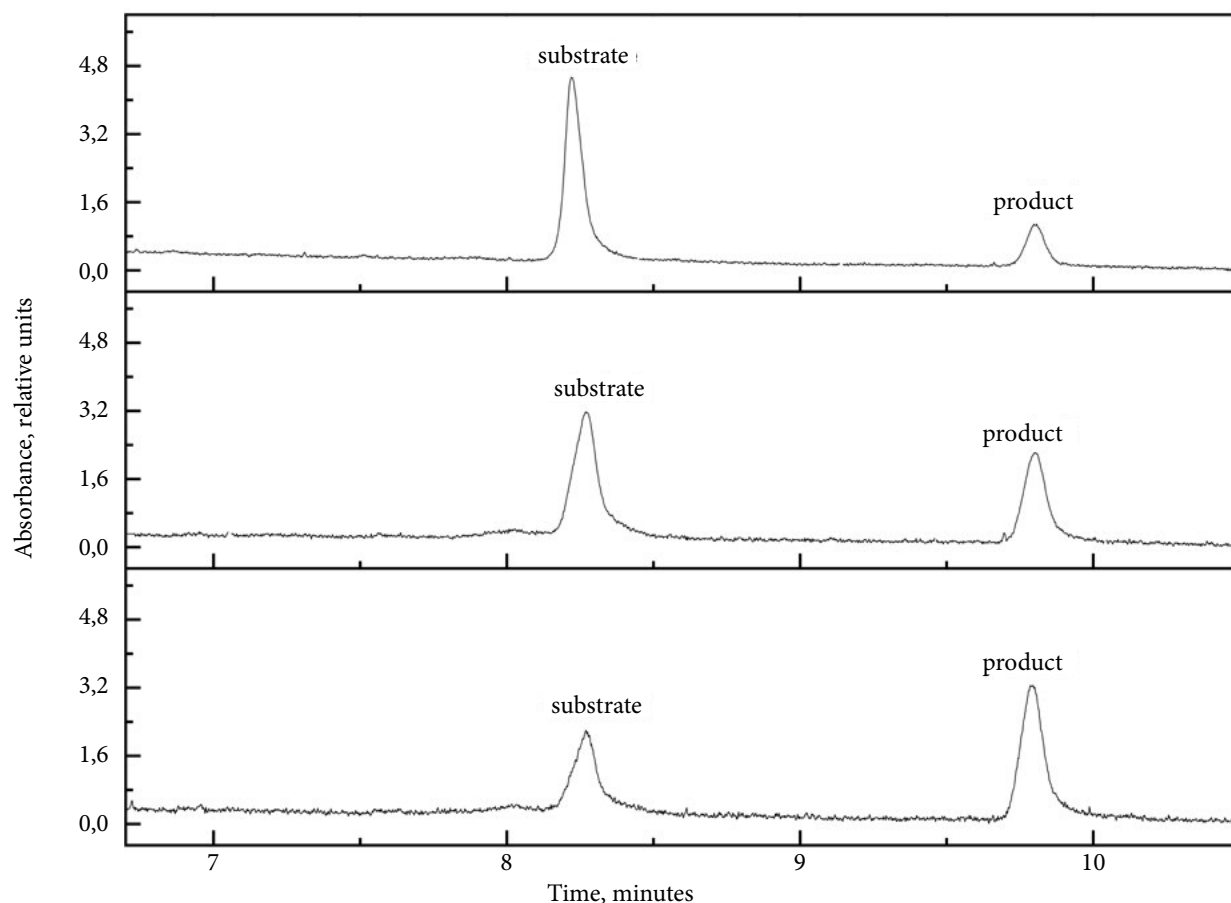 substrate
4,8
3,2
product
1,6
0,0
4,8
substrate
3,2
product
1,6
0,0
4,8
product
3,2
substrate
1,6
0,0
7 8 9 10
Time, minutes
Absorbance, relative units